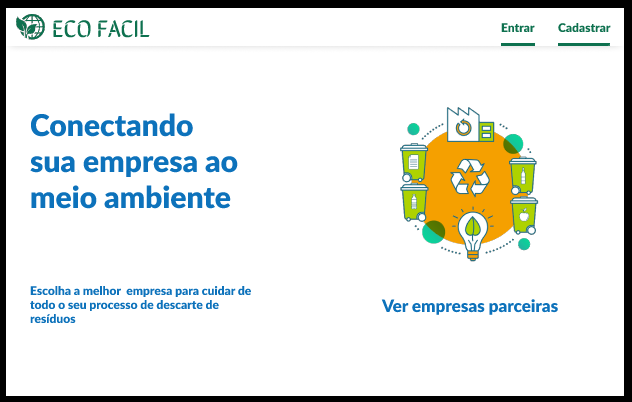 ECO FACIL
Entrar
Cadastrar
Conectando
sua empresa ao
meio ambiente
Escolha a melhor empresa para cuidar de
todo o seu processo de descarte de
resíduos
Ver empresas parceiras